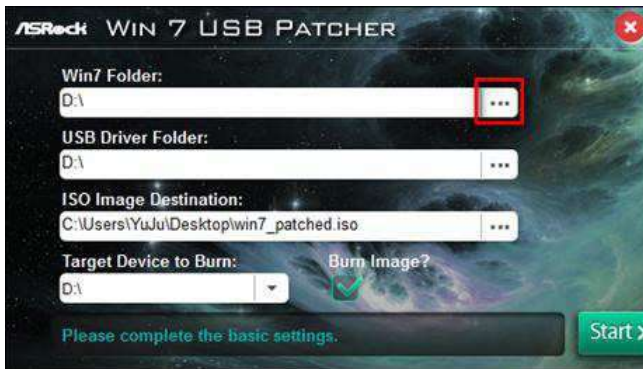 ASRock WIN 7 USB PATCHER
Win7 Folder:
D:\
USB Driver Folder:
D:\
ISO Image Destination:
C:\Users\YuJu\Desktop\win7_patched.iso
Target Device to Burn: Burn Image?
D:\
Please complete the basic settings.
Start